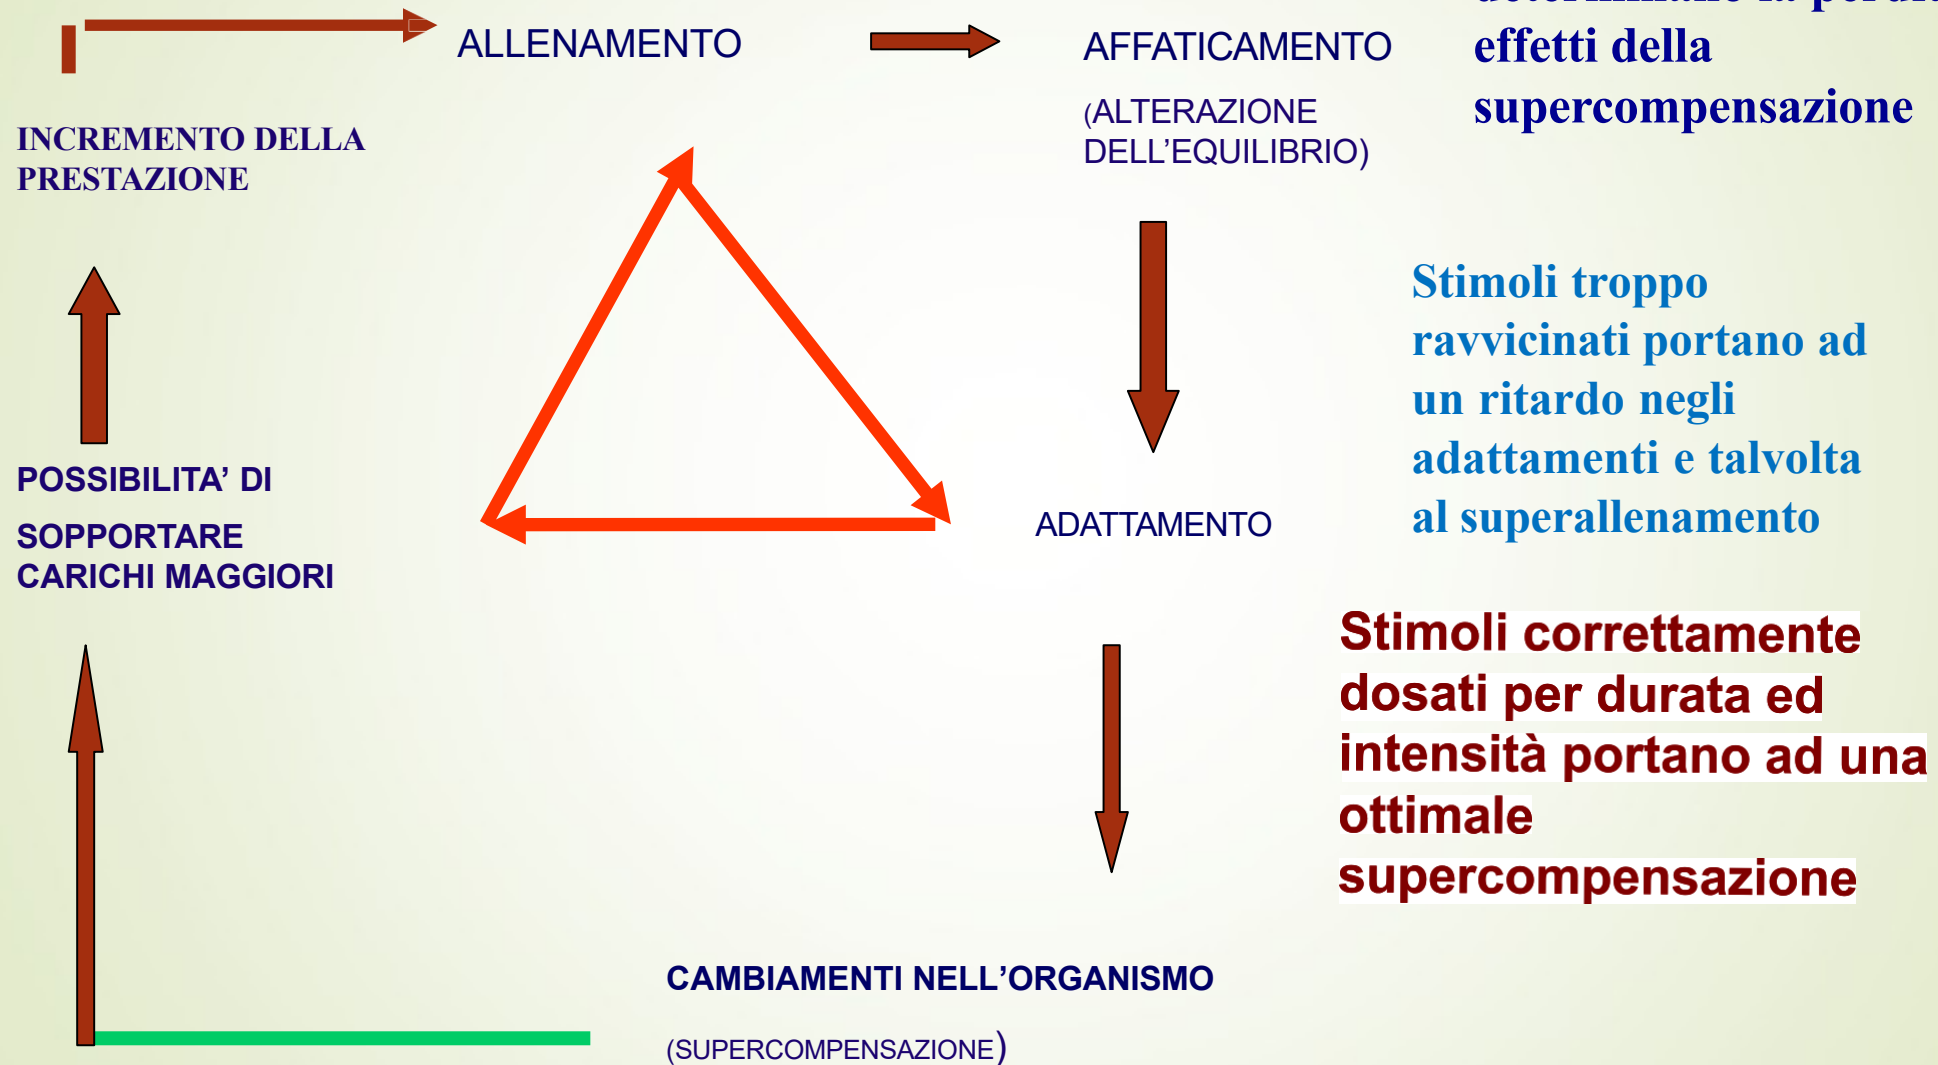 ALLENAMENTO
AFFATICAMENTO
(ALTERAZIONE
DELL’EQUILIBRIO)
effetti della
supercompensazione
INCREMENTO DELLA
PRESTAZIONE
Stimoli troppo
ravvicinati portano ad
un ritardo negli
adattamenti e talvolta
al superallenamento
POSSIBILITA’ DI
SOPPORTARE
CARICHI MAGGIORI
ADATTAMENTO
Stimoli correttamente
dosati per durata ed
intensità portano ad una
ottimale
supercompensazione
CAMBIAMENTI NELL’ORGANISMO
(SUPERCOMPENSAZIONE)